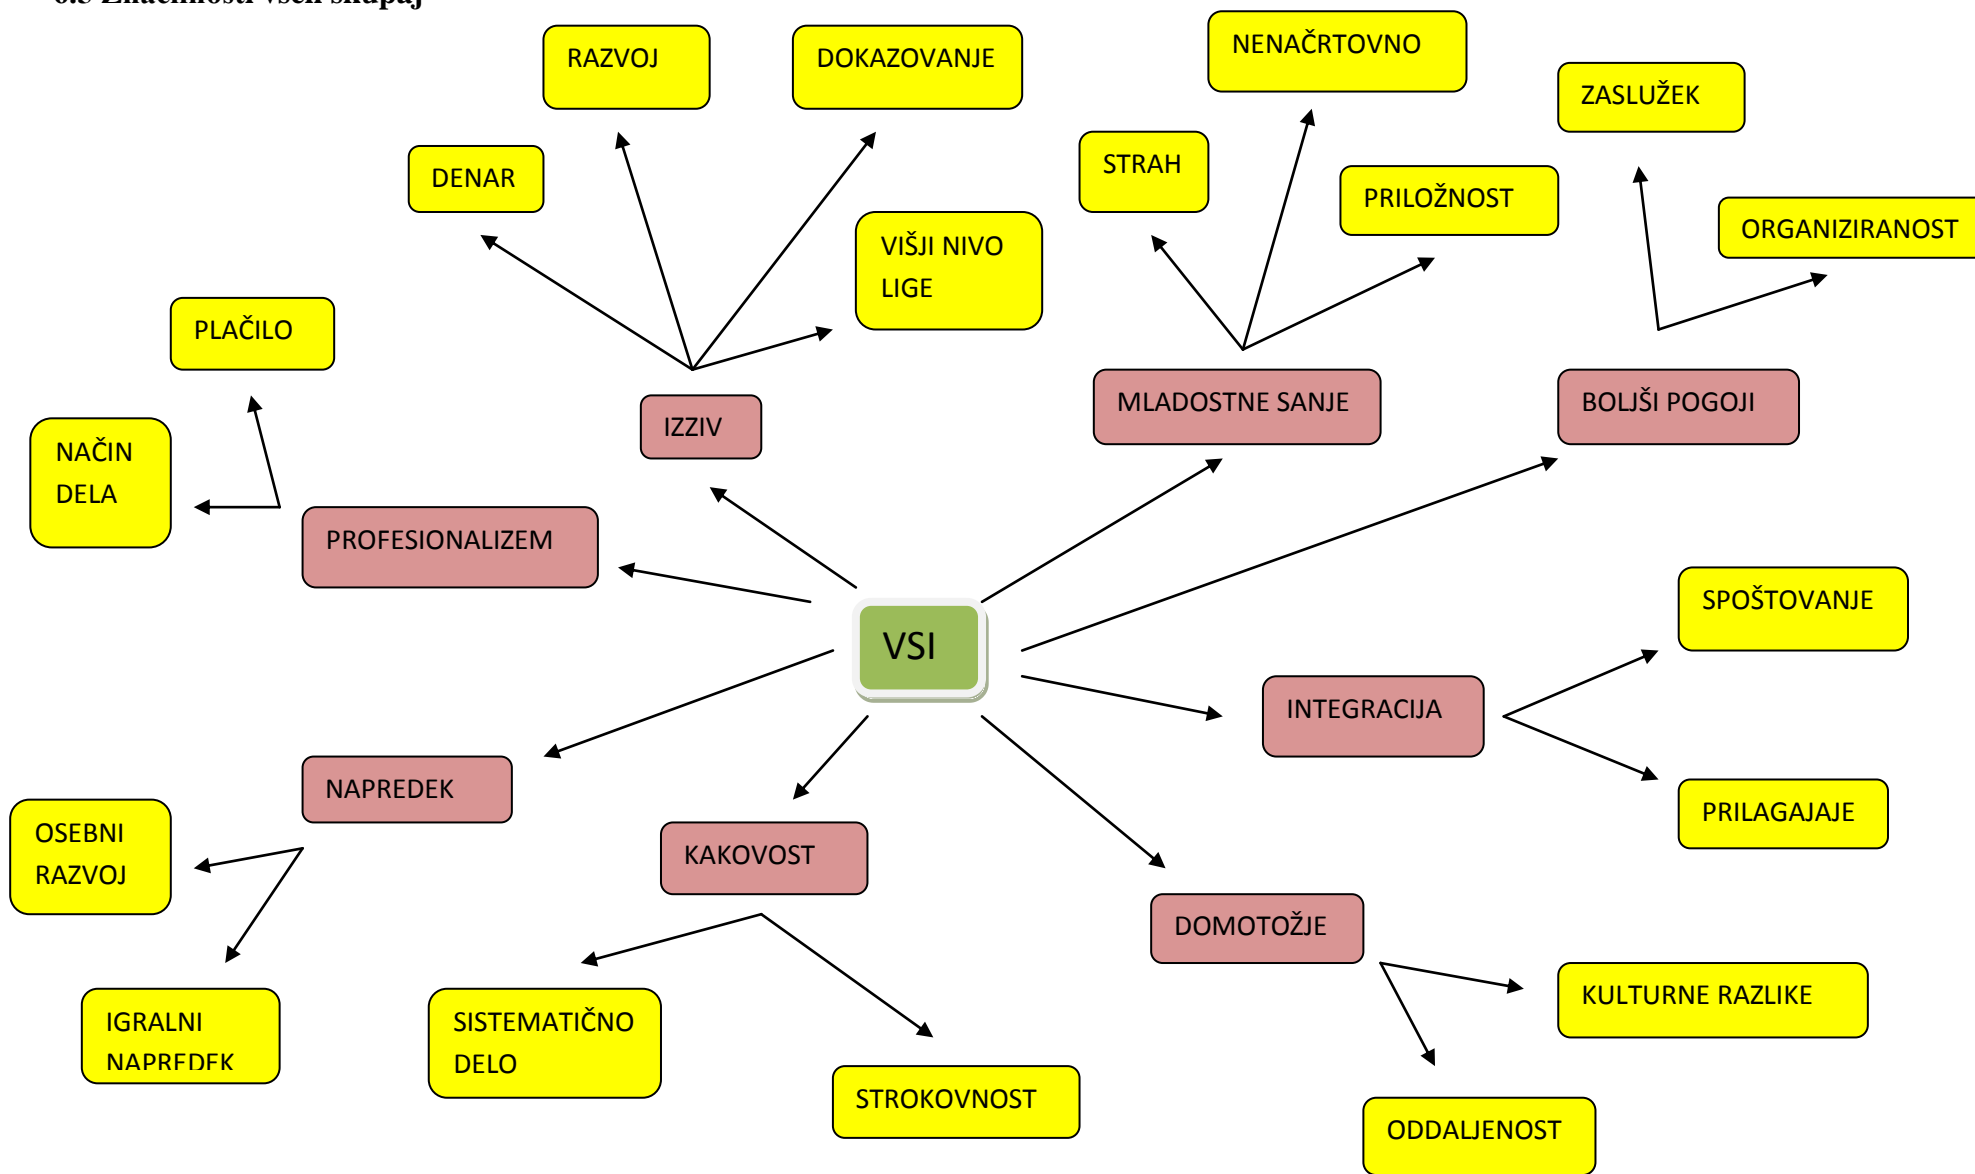 RAZVOJ
DOKAZOVANJE
NENAČRTOVNO
ZASLUŽEK
DENAR
STRAH
PRILOŽNOST
ORGANIZIRANOST
VIŠJI NIVO
LIGE
PLAČILO
IZZIV
MLADOSTNE SANJE
BOLJŠI POGOJI
NAČIN
DELA
PROFESIONALIZEM
VSI
SPOŠTOVANJE
INTEGRACIJA
NAPREDEK
PRILAGAJAJE
OSEBNI
RAZVOJ
KAKOVOST
DOMOTOŽJE
KULTURNE RAZLIKE
IGRALNI
NAPREDEK
SISTEMATIČNO
DELO
STROKOVNOST
ODDALJENOST